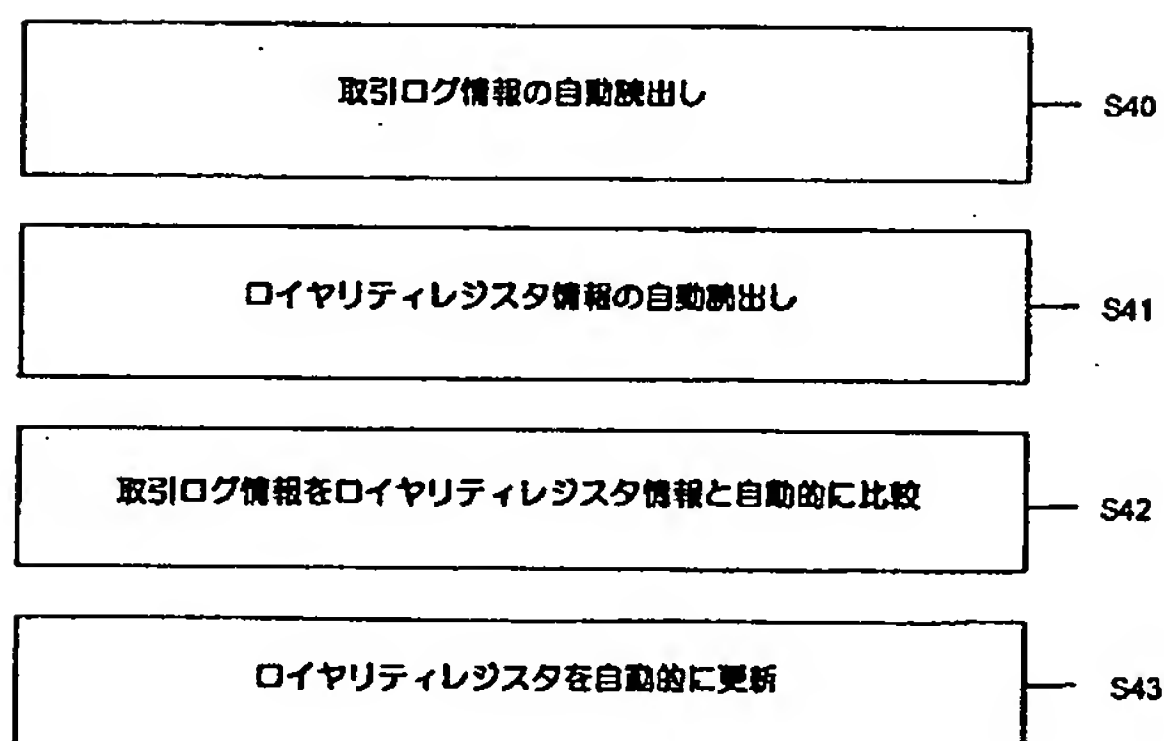 取引ログ情報の自動読出し
S40
ロイヤリティレジスタ情報の自動読出し
S41
取引ログ情報をロイヤリティレジスタ情報と自動的に比較
S42
ロイヤリティレジスタを自動的に更新
S43